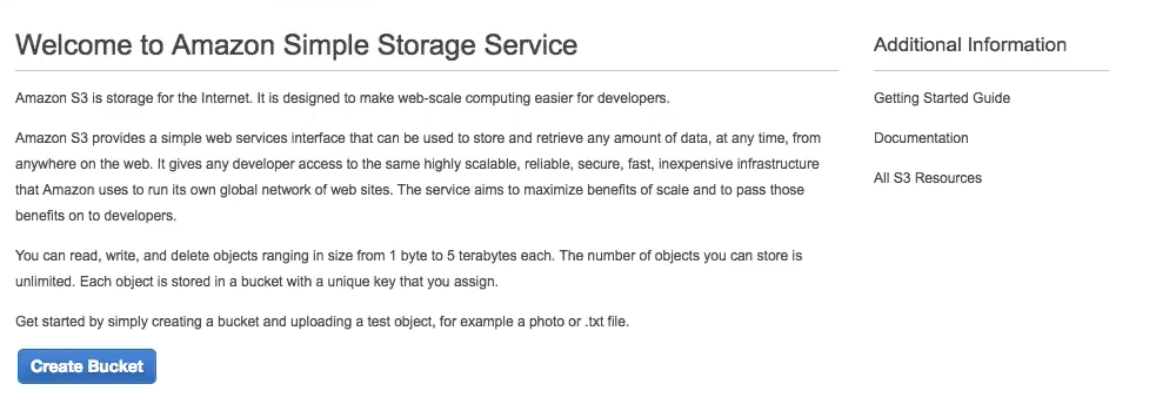 Welcome to Amazon Simple Storage Service
Amazon S3 is storage for the Internet. It is designed to make web-scale computing easier for developers.
Amazon S3 provides a simple web services interface that can be used to store and retrieve any amount of data, at any time, from
anywhere on the web. It gives any developer access to the same highly scalable, reliable, secure, fast, inexpensive infrastructure
that Amazon uses to run its own global network of web sites. The service aims to maximize benefits of scale and to pass those
benefits on to developers.
You can read, write, and delete objects ranging in size from 1 byte to 5 terabytes each. The number of objects you can store is
unlimited. Each object is stored in a bucket with a unique key that you assign.
Get started by simply creating a bucket and uploading a test object, for example a photo or .txt file.
Create Bucket
Additional Information
Getting Started Guide
Documentation
All S3 Resources